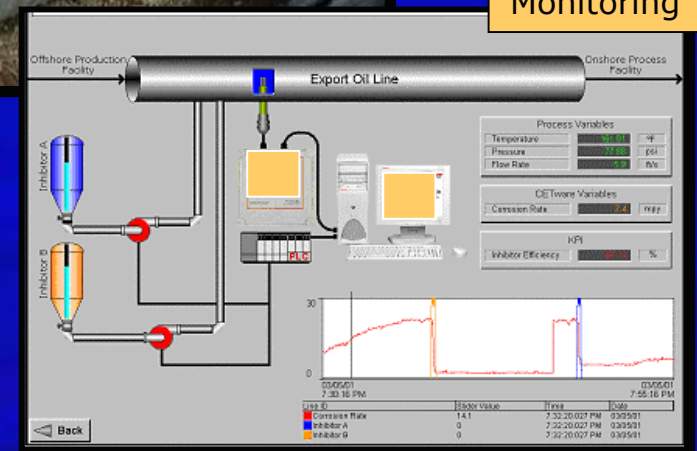 Monitoring
Offshore Production
Facility
Export Oil Line
Onshore Process
Facility
Inhibitor A
Inhibitor B
Process Variables
Temperature °F
Pressure psi
Flow Rate ft/s
CETware Variables
Corrosion Rate 7.4 mpy
KPI
Inhibitor Efficiency %
PLC
30
0
03/05/01
7:30:16 PM
03/05/01
7:55:16 PM
Line ID Slider Value Time Date
Corrosion Rate 14.1 7:32:20.027 PM 03/05/01
Inhibitor A 0 7:32:20.027 PM 03/05/01
Inhibitor B 0 7:32:20.027 PM 03/05/01
Back